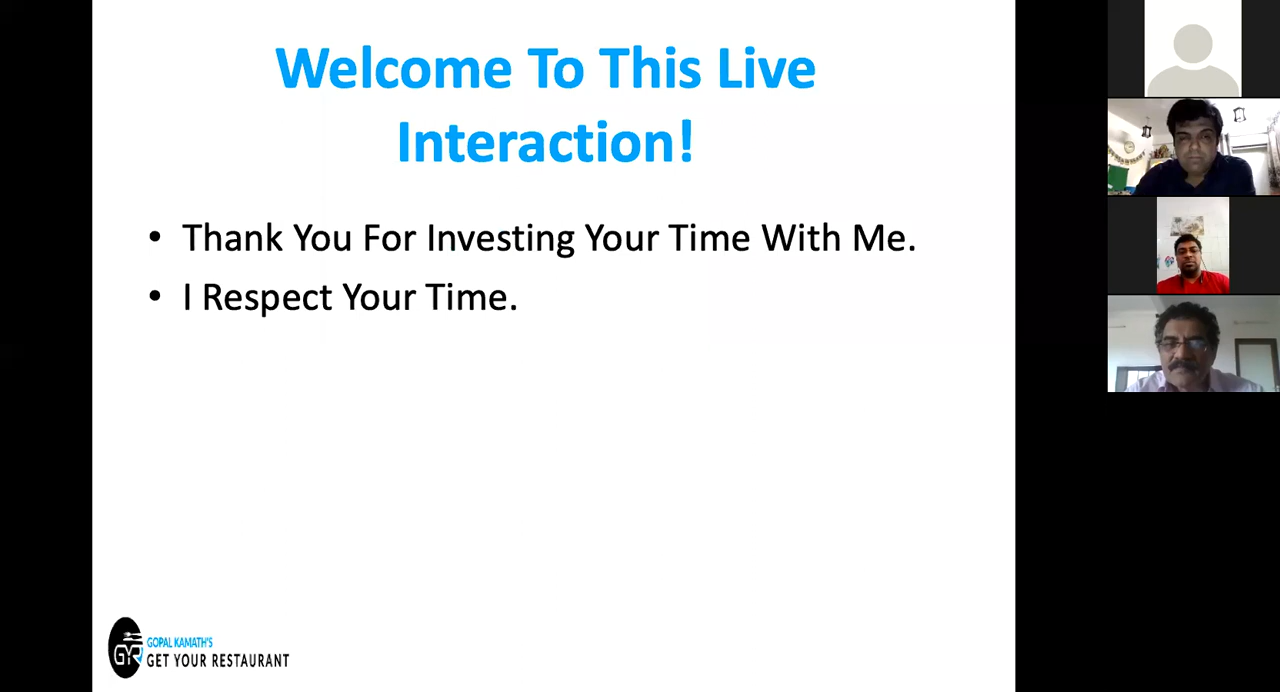 Welcome To This Live
Interaction!
• Thank You For Investing Your Time With Me.
• I Respect Your Time.
GYR
GOPAL KAMATH'S
GET YOUR RESTAURANT